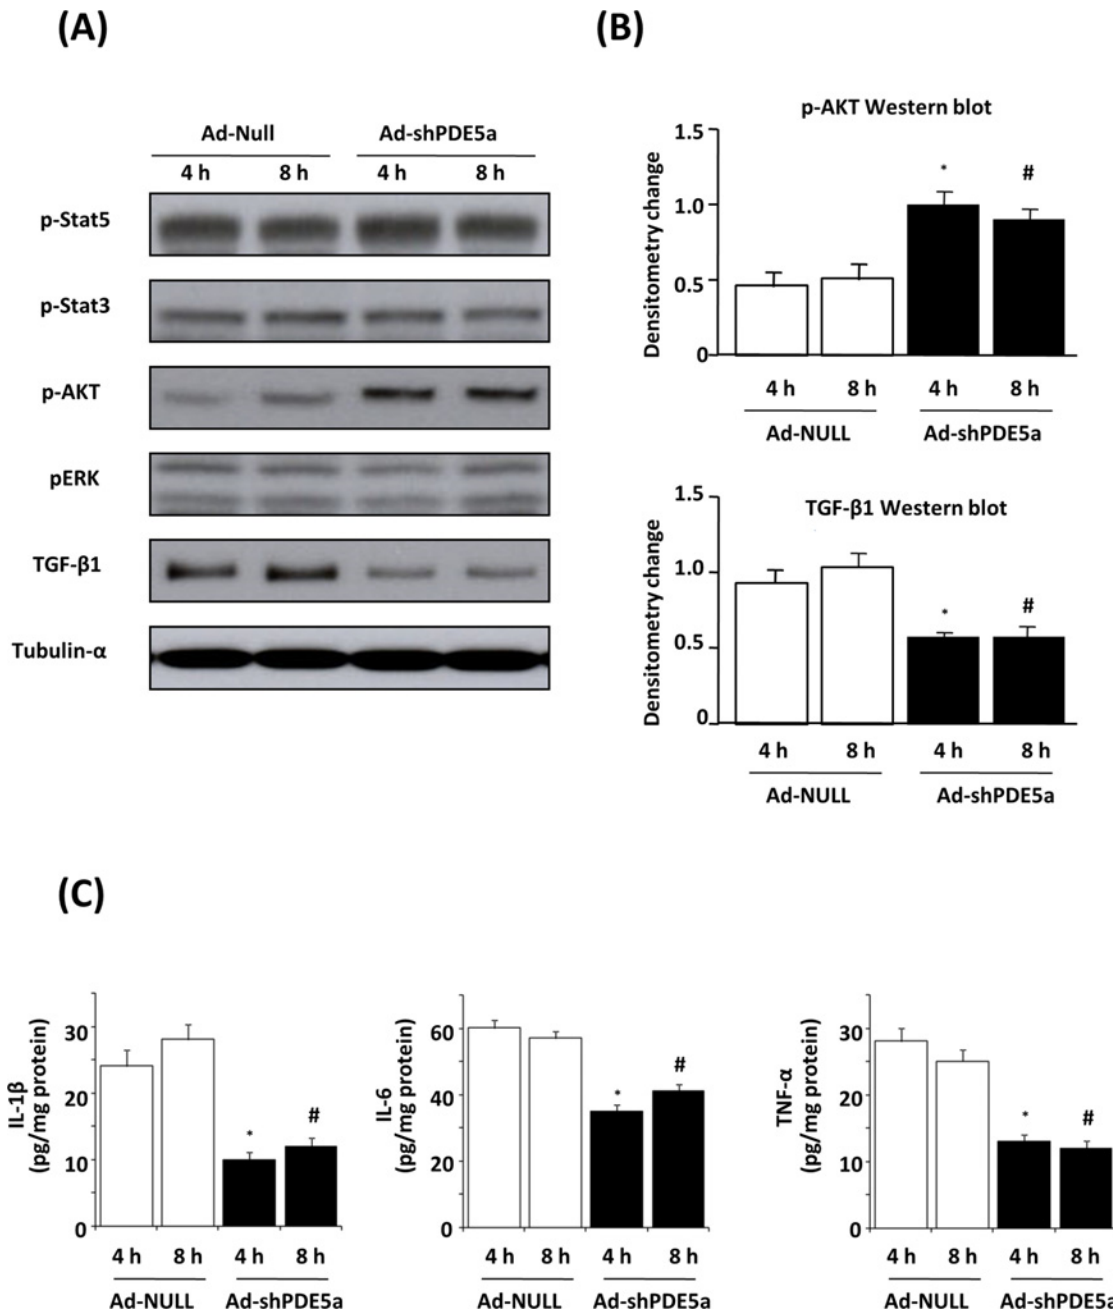 (A)
Ad-Null Ad-shPDE5a
4 h 8 h 4 h 8 h
p-Stat5
p-Stat3
p-AKT
pERK
TGF-β1
Tubulin-α
(B)
p-AKT Western blot
Densitometry change
1.5
1.0
0.5
0
*
#
4 h 8 h 4 h 8 h
Ad-NULL Ad-shPDE5a
TGF-β1 Western blot
Densitometry change
1.5
1.0
0.5
0
*
#
4 h 8 h 4 h 8 h
Ad-NULL Ad-shPDE5a
(C)
IL-1β
(pg/mg protein)
30
20
10
0
*
#
4 h 8 h 4 h 8 h
Ad-NULL Ad-shPDE5a
IL-6
(pg/mg protein)
60
40
20
0
*
#
4 h 8 h 4 h 8 h
Ad-NULL Ad-shPDE5a
TNF-α
(pg/mg protein)
30
20
10
0
*
#
4 h 8 h 4 h 8 h
Ad-NULL Ad-shPDE5a